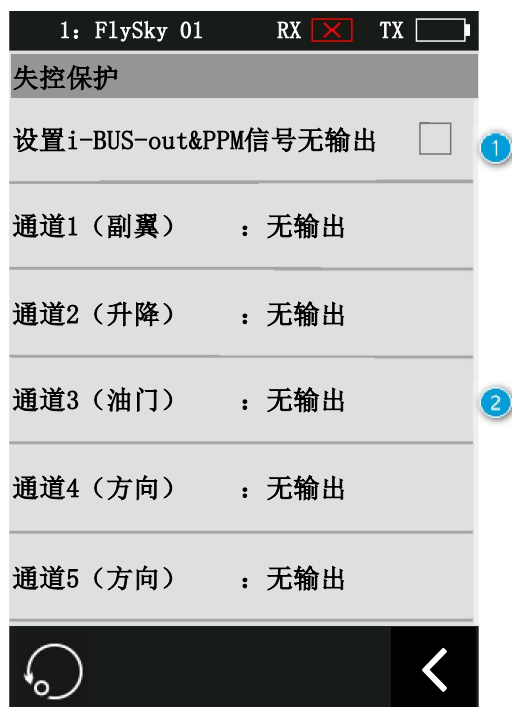 1: FlySky 01 RX TX
失控保护
设置i-BUS-out&PPM信号无输出
1
通道1（副翼）：无输出
通道2（升降）：无输出
通道3（油门）：无输出
2
通道4（方向）：无输出
通道5（方向）：无输出